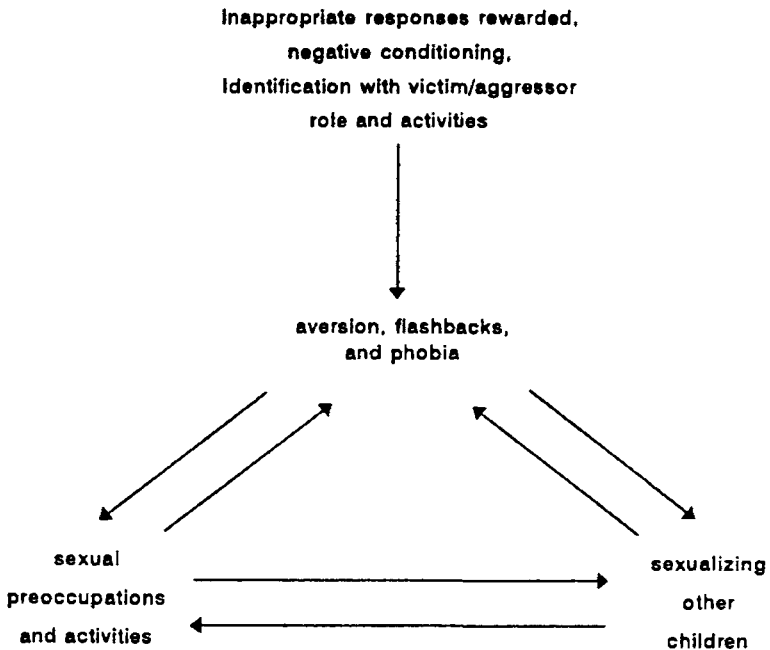 Inappropriate responses rewarded,
negative conditioning,
Identification with victim/aggressor
role and activities
aversion, flashbacks,
and phobia
sexual
preoccupations
and activities
sexualizing
other
children